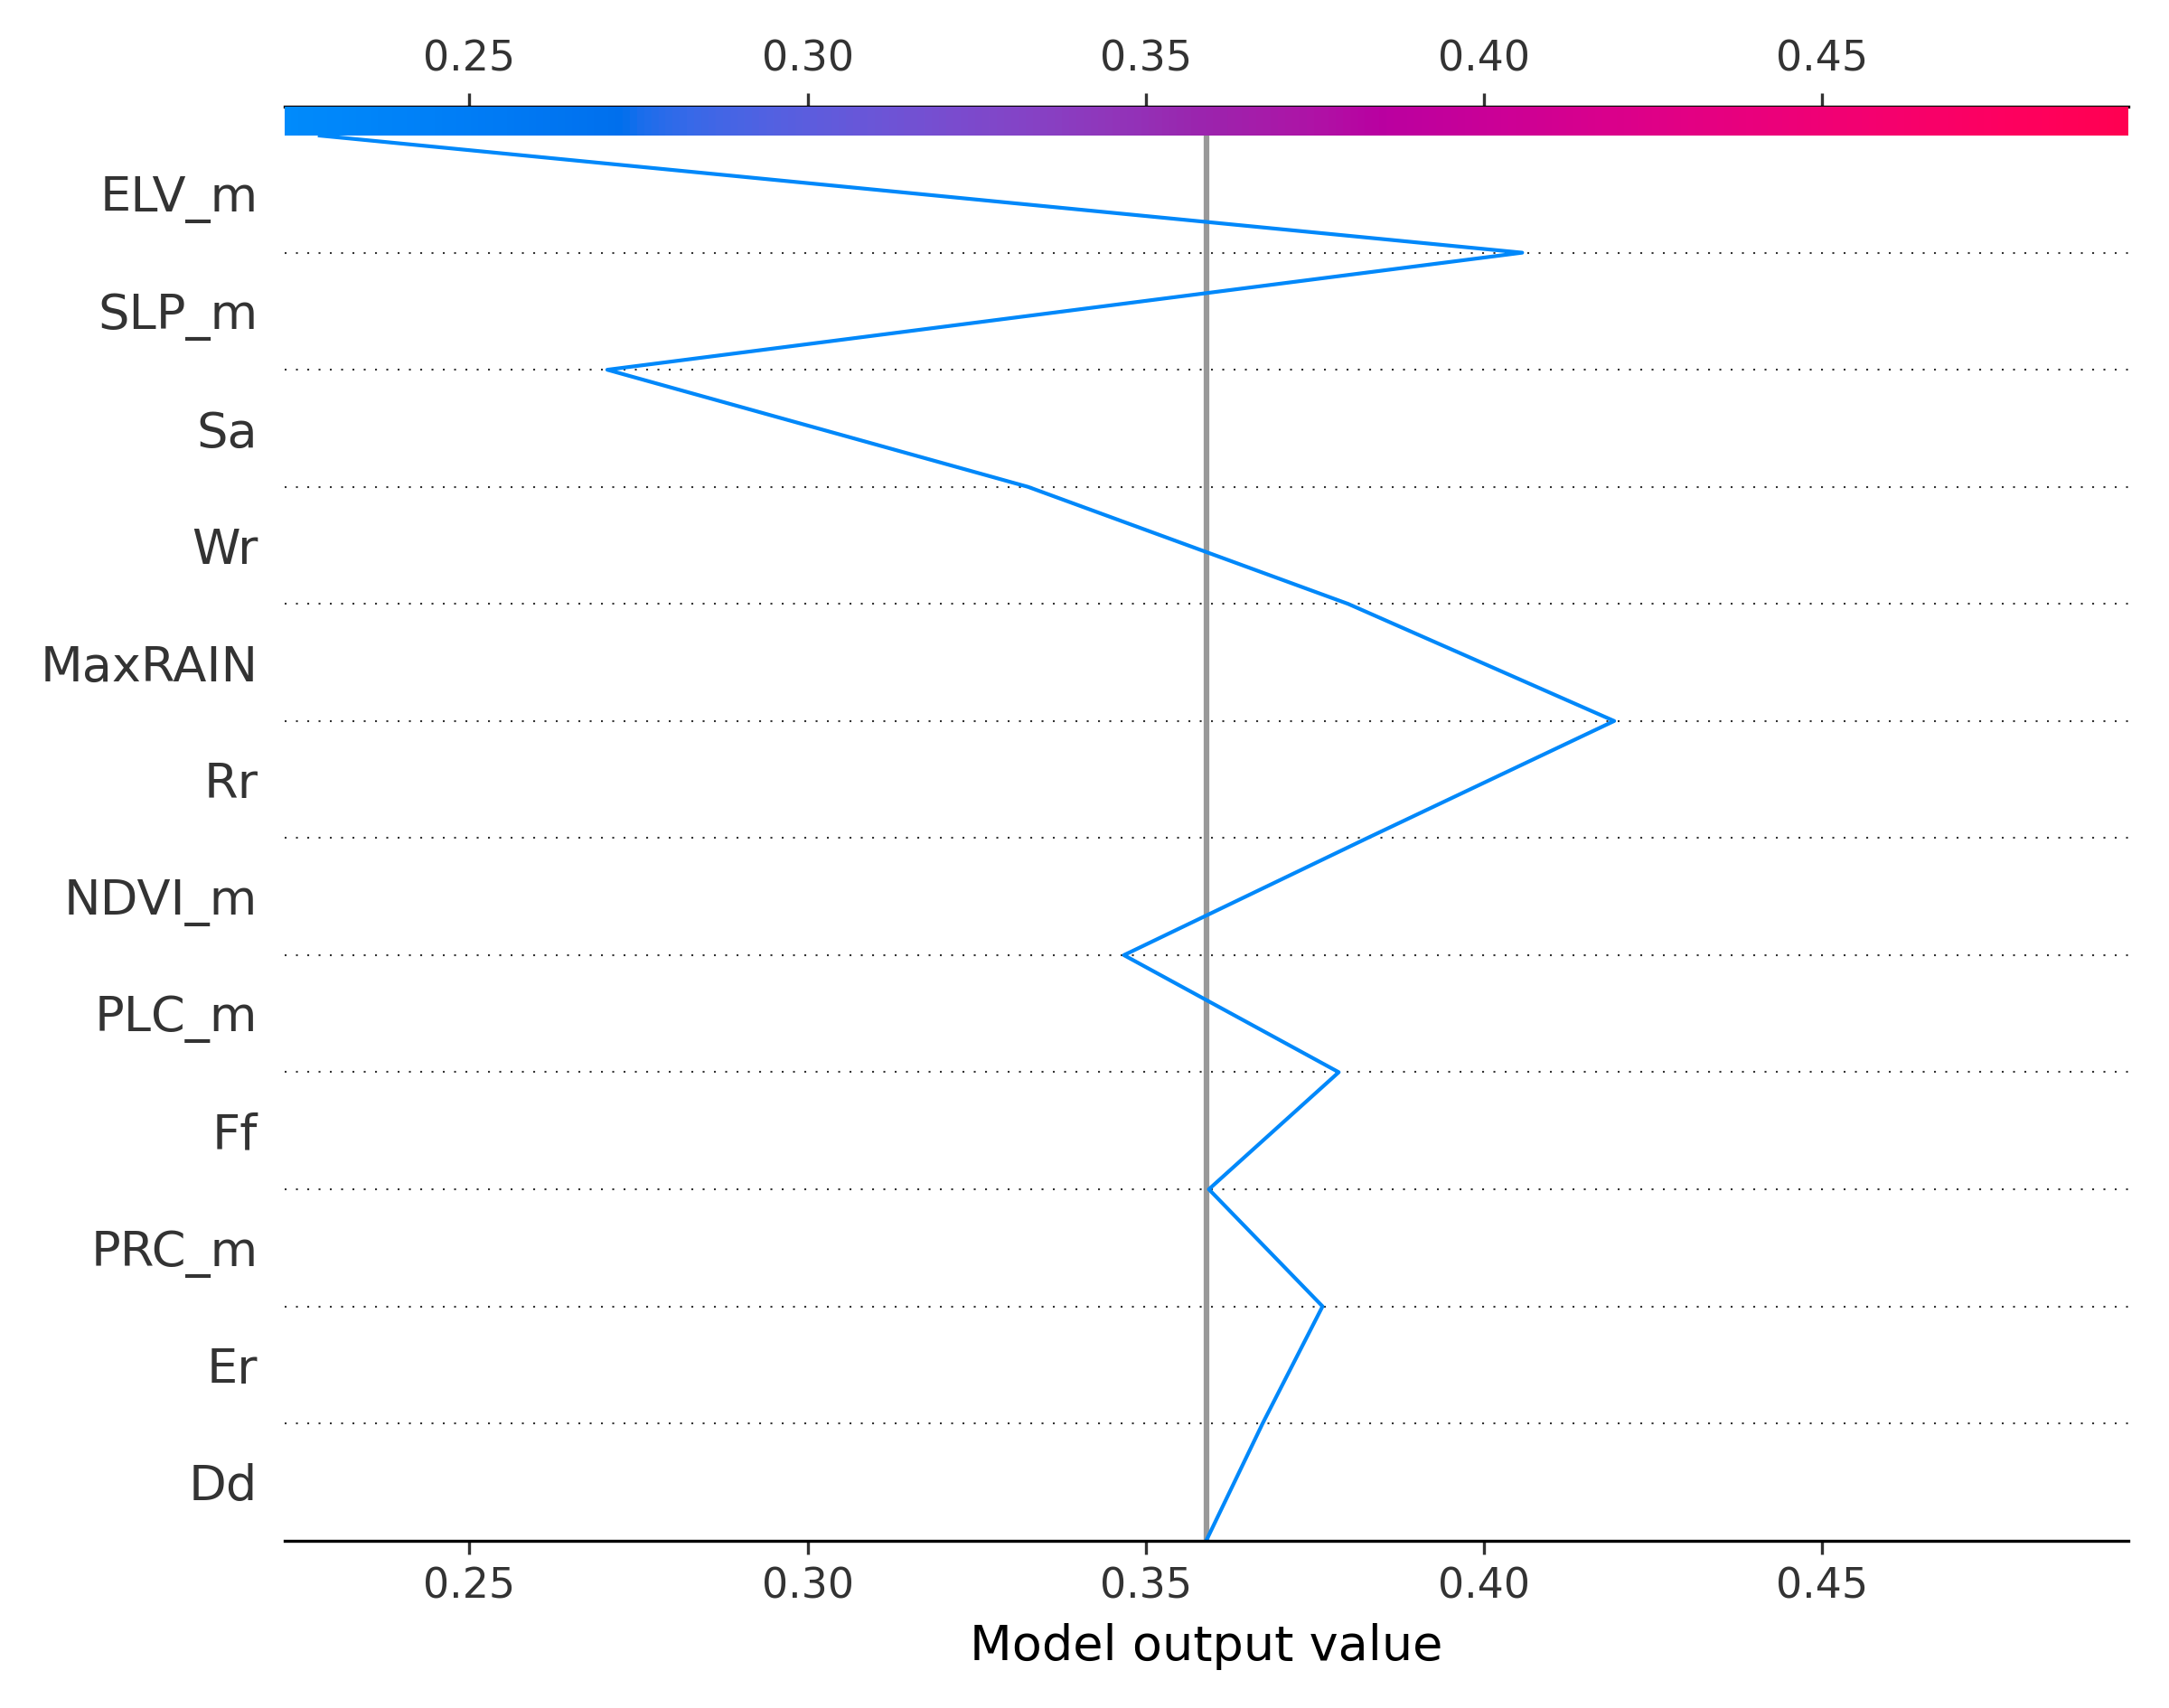 0.25 0.30 0.35 0.40 0.45
ELV_m
SLP_m
Sa
Wr
MaxRAIN
Rr
NDVI_m
PLC_m
Ff
PRC_m
Er
Dd
0.25 0.30 0.35 0.40 0.45
Model output value